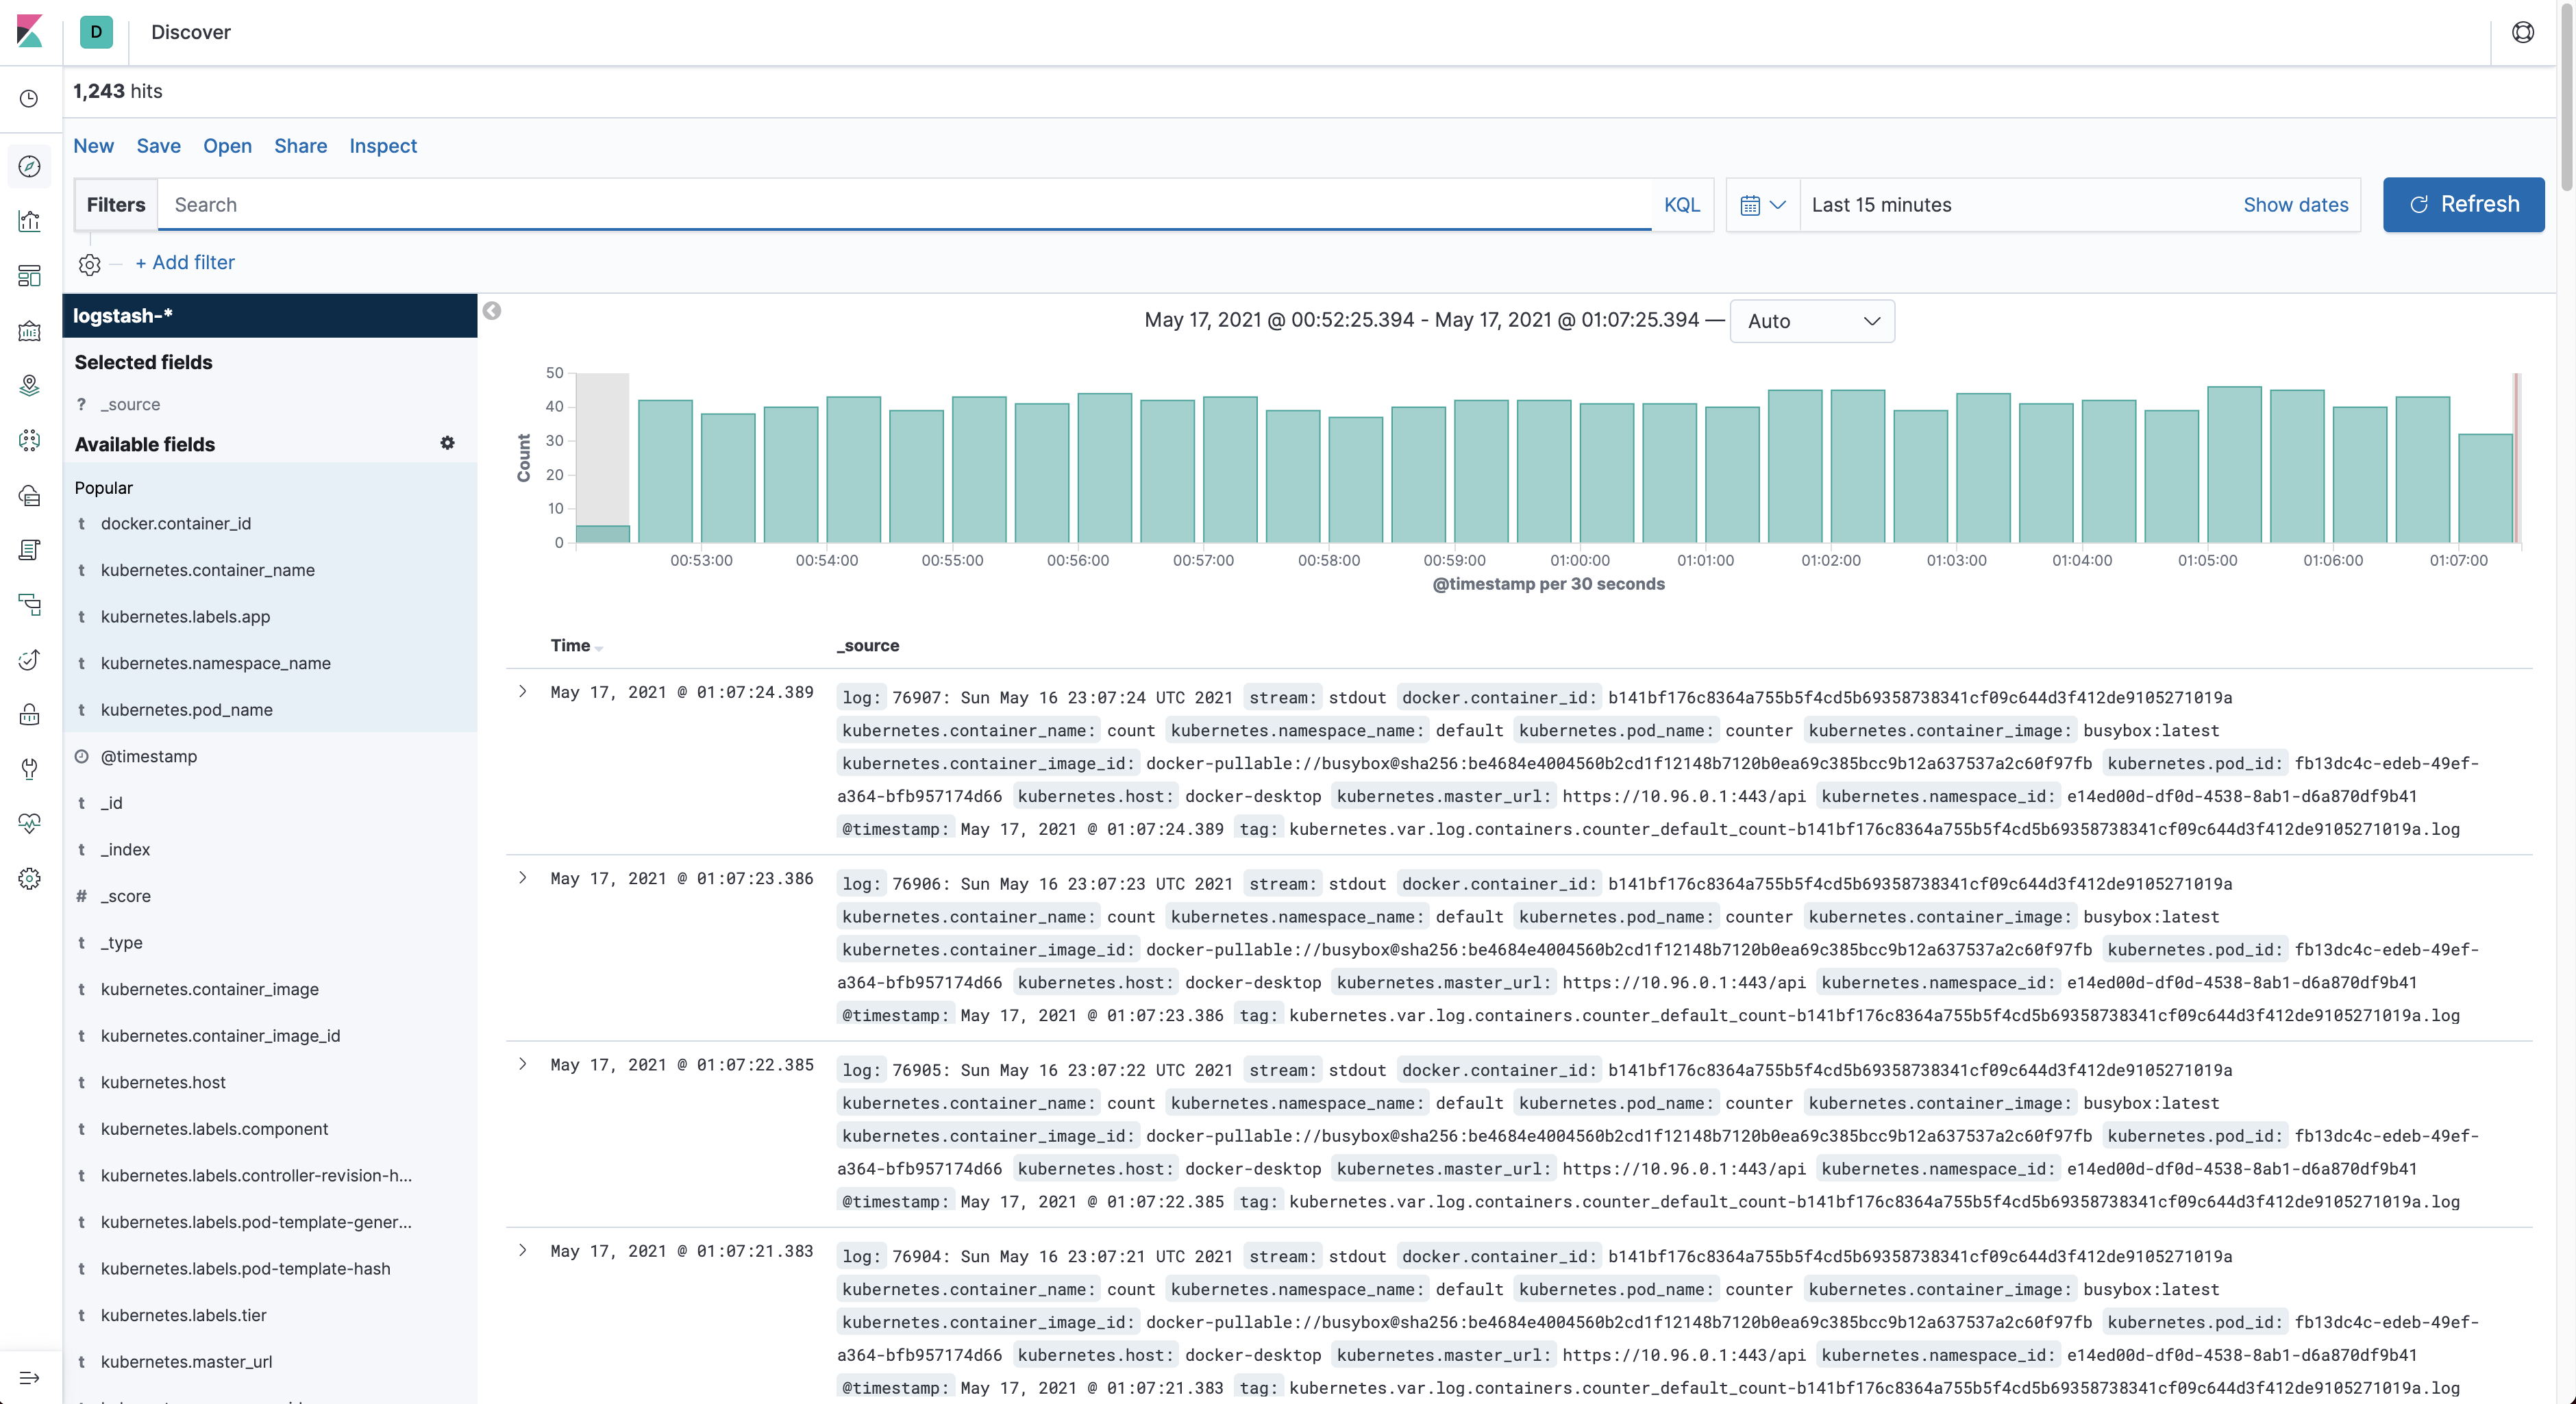 D Discover
1,243 hits
New Save Open Share Inspect
Filters Search KQL Last 15 minutes Show dates Refresh
+ Add filter
logstash-*
Selected fields
? _source
Available fields
Popular
t docker.container_id
t kubernetes.container_name
t kubernetes.labels.app
t kubernetes.namespace_name
t kubernetes.pod_name
@timestamp
t _id
t _index
# _score
t _type
t kubernetes.container_image
t kubernetes.container_image_id
t kubernetes.host
t kubernetes.labels.component
t kubernetes.labels.controller-revision-h...
t kubernetes.labels.pod-template-gener...
t kubernetes.labels.pod-template-hash
t kubernetes.labels.tier
t kubernetes.master_url
May 17, 2021 @ 00:52:25.394 - May 17, 2021 @ 01:07:25.394 — Auto
50
40
30
20
10
0
Count
00:53:00 00:54:00 00:55:00 00:56:00 00:57:00 00:58:00 00:59:00 01:00:00 01:01:00 01:02:00 01:03:00 01:04:00 01:05:00 01:06:00 01:07:00
@timestamp per 30 seconds
Time _source
May 17, 2021 @ 01:07:24.389 log: 76907: Sun May 16 23:07:24 UTC 2021 stream: stdout docker.container_id: b141bf176c8364a755b5f4cd5b69358738341cf09c644d3f412de9105271019a
kubernetes.container_name: count kubernetes.namespace_name: default kubernetes.pod_name: counter kubernetes.container_image: busybox:latest
kubernetes.container_image_id: docker-pullable://busybox@sha256:be4684e4004560b2cd1f12148b7120b0ea69c385bcc9b12a637537a2c60f97fb kubernetes.pod_id: fb13dc4c-edeb-49ef-
a364-bfb957174d66 kubernetes.host: docker-desktop kubernetes.master_url: https://10.96.0.1:443/api kubernetes.namespace_id: e14ed00d-df0d-4538-8ab1-d6a870df9b41
@timestamp: May 17, 2021 @ 01:07:24.389 tag: kubernetes.var.log.containers.counter_default_count-b141bf176c8364a755b5f4cd5b69358738341cf09c644d3f412de9105271019a.log
May 17, 2021 @ 01:07:23.386 log: 76906: Sun May 16 23:07:23 UTC 2021 stream: stdout docker.container_id: b141bf176c8364a755b5f4cd5b69358738341cf09c644d3f412de9105271019a
kubernetes.container_name: count kubernetes.namespace_name: default kubernetes.pod_name: counter kubernetes.container_image: busybox:latest
kubernetes.container_image_id: docker-pullable://busybox@sha256:be4684e4004560b2cd1f12148b7120b0ea69c385bcc9b12a637537a2c60f97fb kubernetes.pod_id: fb13dc4c-edeb-49ef-
a364-bfb957174d66 kubernetes.host: docker-desktop kubernetes.master_url: https://10.96.0.1:443/api kubernetes.namespace_id: e14ed00d-df0d-4538-8ab1-d6a870df9b41
@timestamp: May 17, 2021 @ 01:07:23.386 tag: kubernetes.var.log.containers.counter_default_count-b141bf176c8364a755b5f4cd5b69358738341cf09c644d3f412de9105271019a.log
May 17, 2021 @ 01:07:22.385 log: 76905: Sun May 16 23:07:22 UTC 2021 stream: stdout docker.container_id: b141bf176c8364a755b5f4cd5b69358738341cf09c644d3f412de9105271019a
kubernetes.container_name: count kubernetes.namespace_name: default kubernetes.pod_name: counter kubernetes.container_image: busybox:latest
kubernetes.container_image_id: docker-pullable://busybox@sha256:be4684e4004560b2cd1f12148b7120b0ea69c385bcc9b12a637537a2c60f97fb kubernetes.pod_id: fb13dc4c-edeb-49ef-
a364-bfb957174d66 kubernetes.host: docker-desktop kubernetes.master_url: https://10.96.0.1:443/api kubernetes.namespace_id: e14ed00d-df0d-4538-8ab1-d6a870df9b41
@timestamp: May 17, 2021 @ 01:07:22.385 tag: kubernetes.var.log.containers.counter_default_count-b141bf176c8364a755b5f4cd5b69358738341cf09c644d3f412de9105271019a.log
May 17, 2021 @ 01:07:21.383 log: 76904: Sun May 16 23:07:21 UTC 2021 stream: stdout docker.container_id: b141bf176c8364a755b5f4cd5b69358738341cf09c644d3f412de9105271019a
kubernetes.container_name: count kubernetes.namespace_name: default kubernetes.pod_name: counter kubernetes.container_image: busybox:latest
kubernetes.container_image_id: docker-pullable://busybox@sha256:be4684e4004560b2cd1f12148b7120b0ea69c385bcc9b12a637537a2c60f97fb kubernetes.pod_id: fb13dc4c-edeb-49ef-
a364-bfb957174d66 kubernetes.host: docker-desktop kubernetes.master_url: https://10.96.0.1:443/api kubernetes.namespace_id: e14ed00d-df0d-4538-8ab1-d6a870df9b41
@timestamp: May 17, 2021 @ 01:07:21.383 tag: kubernetes.var.log.containers.counter_default_count-b141bf176c8364a755b5f4cd5b69358738341cf09c644d3f412de9105271019a.log